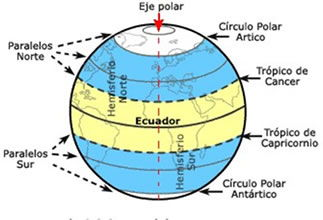 Eje polar
Círculo Polar
Artico
Paralelos
Norte
Hemisferio
Norte
Trópico de
Cancer
Ecuador
Trópico de
Capricornio
Paralelos
Sur
Hemisferio
Sur
Círculo Polar
Antártico